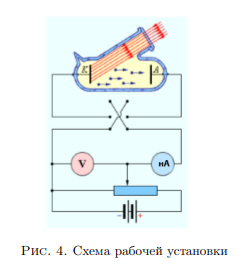 К А
V нА
− +
Рис. 4. Схема рабочей установки